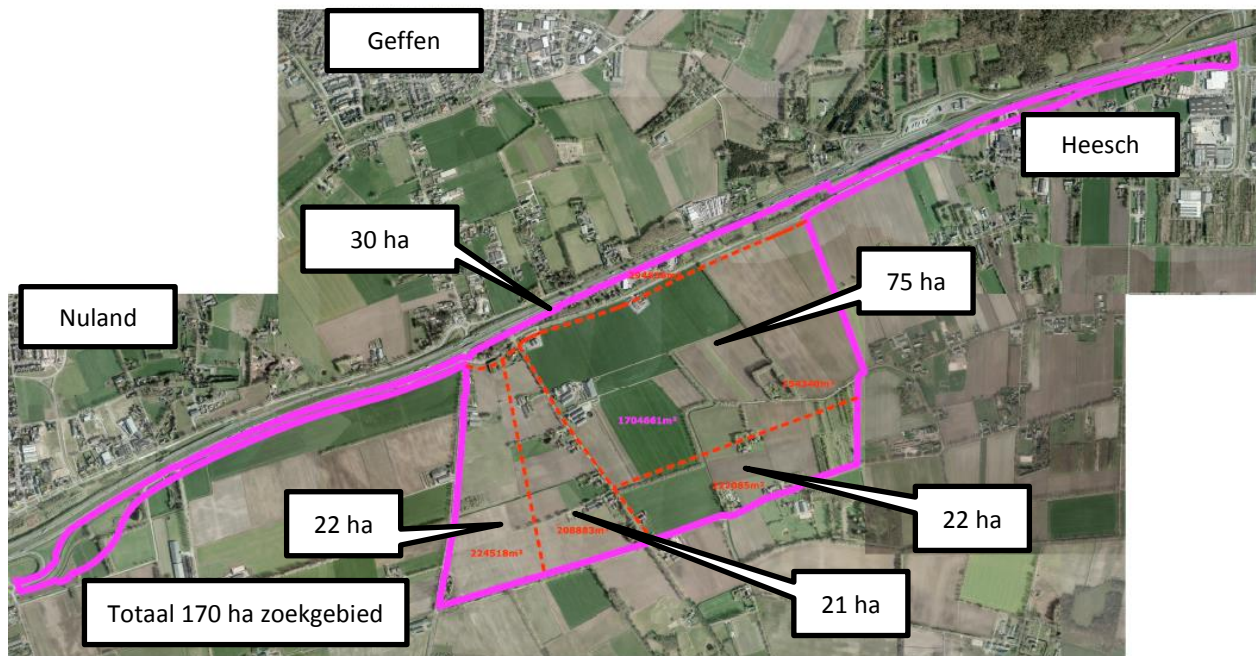 Geffen
Heesch
30 ha
75 ha
Nuland
1704661m²
22 ha
208883m²
224518m²
22 ha
21 ha
Totaal 170 ha zoekgebied